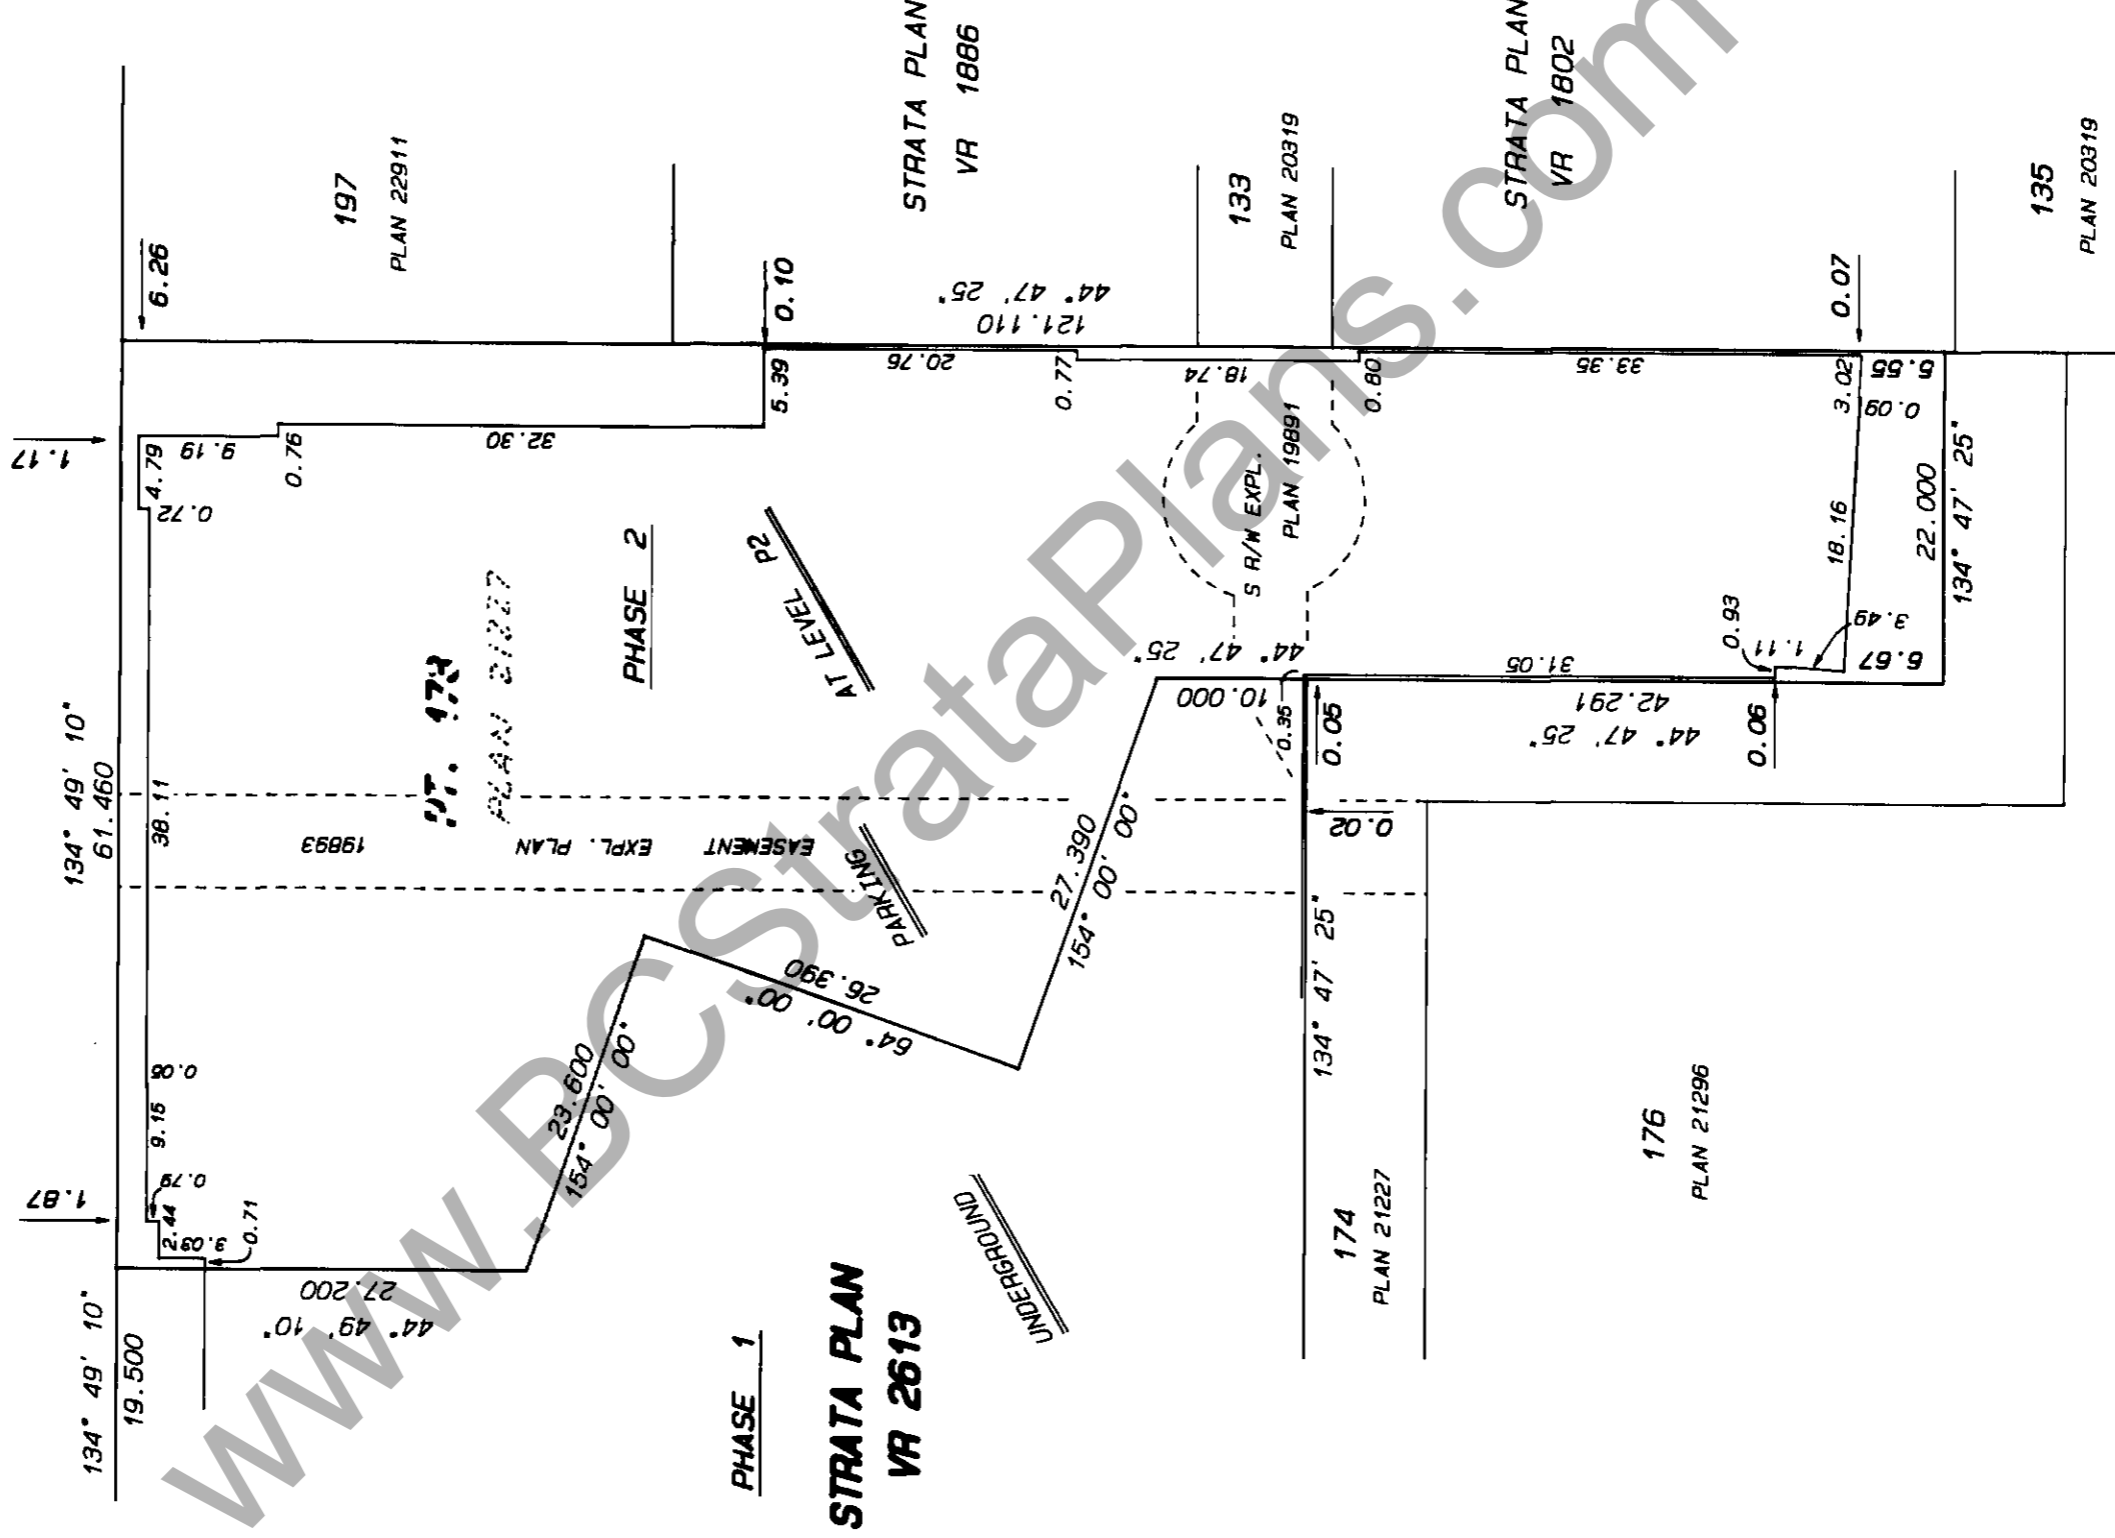 STRATA PLAN
VR 1886
STRATA PLAN
VR 1802
197
PLAN 22911
133
PLAN 20319
135
PLAN 20319
6.26
0.10
44° 47' 25"
121.110
0.07
1.17
4.79
9.19
0.72
0.76
32.30
5.39
20.76
0.77
18.74
0.80
33.35
3.02
5.55
0.09
PHASE 2
AT LEVEL P2
S R/W EXPL.
PLAN 19891
18.16
22.000
134° 47' 25"
0.93
1.11
3.49
6.67
44° 47' 25"
10.000
0.35
0.05
31.05
42.291
44° 47' 25"
0.06
134° 49' 10"
61.460
38.11
19893
EXPL. PLAN
EASEMENT
PARKING
0.02
27.390
154° 00' 00"
26.390
64° 00' 00"
134° 47' 25"
0.05
9.15
0.79
1.87
2.44
3.03
0.71
23.600
154° 00' 00"
27.200
44° 49' 10"
134° 49' 10"
19.500
UNDERGROUND
PHASE 1
STRATA PLAN
VR 2613
174
PLAN 21227
176
PLAN 21296
PT. 173
PLAN 21227
www.BCStrataPlans.com